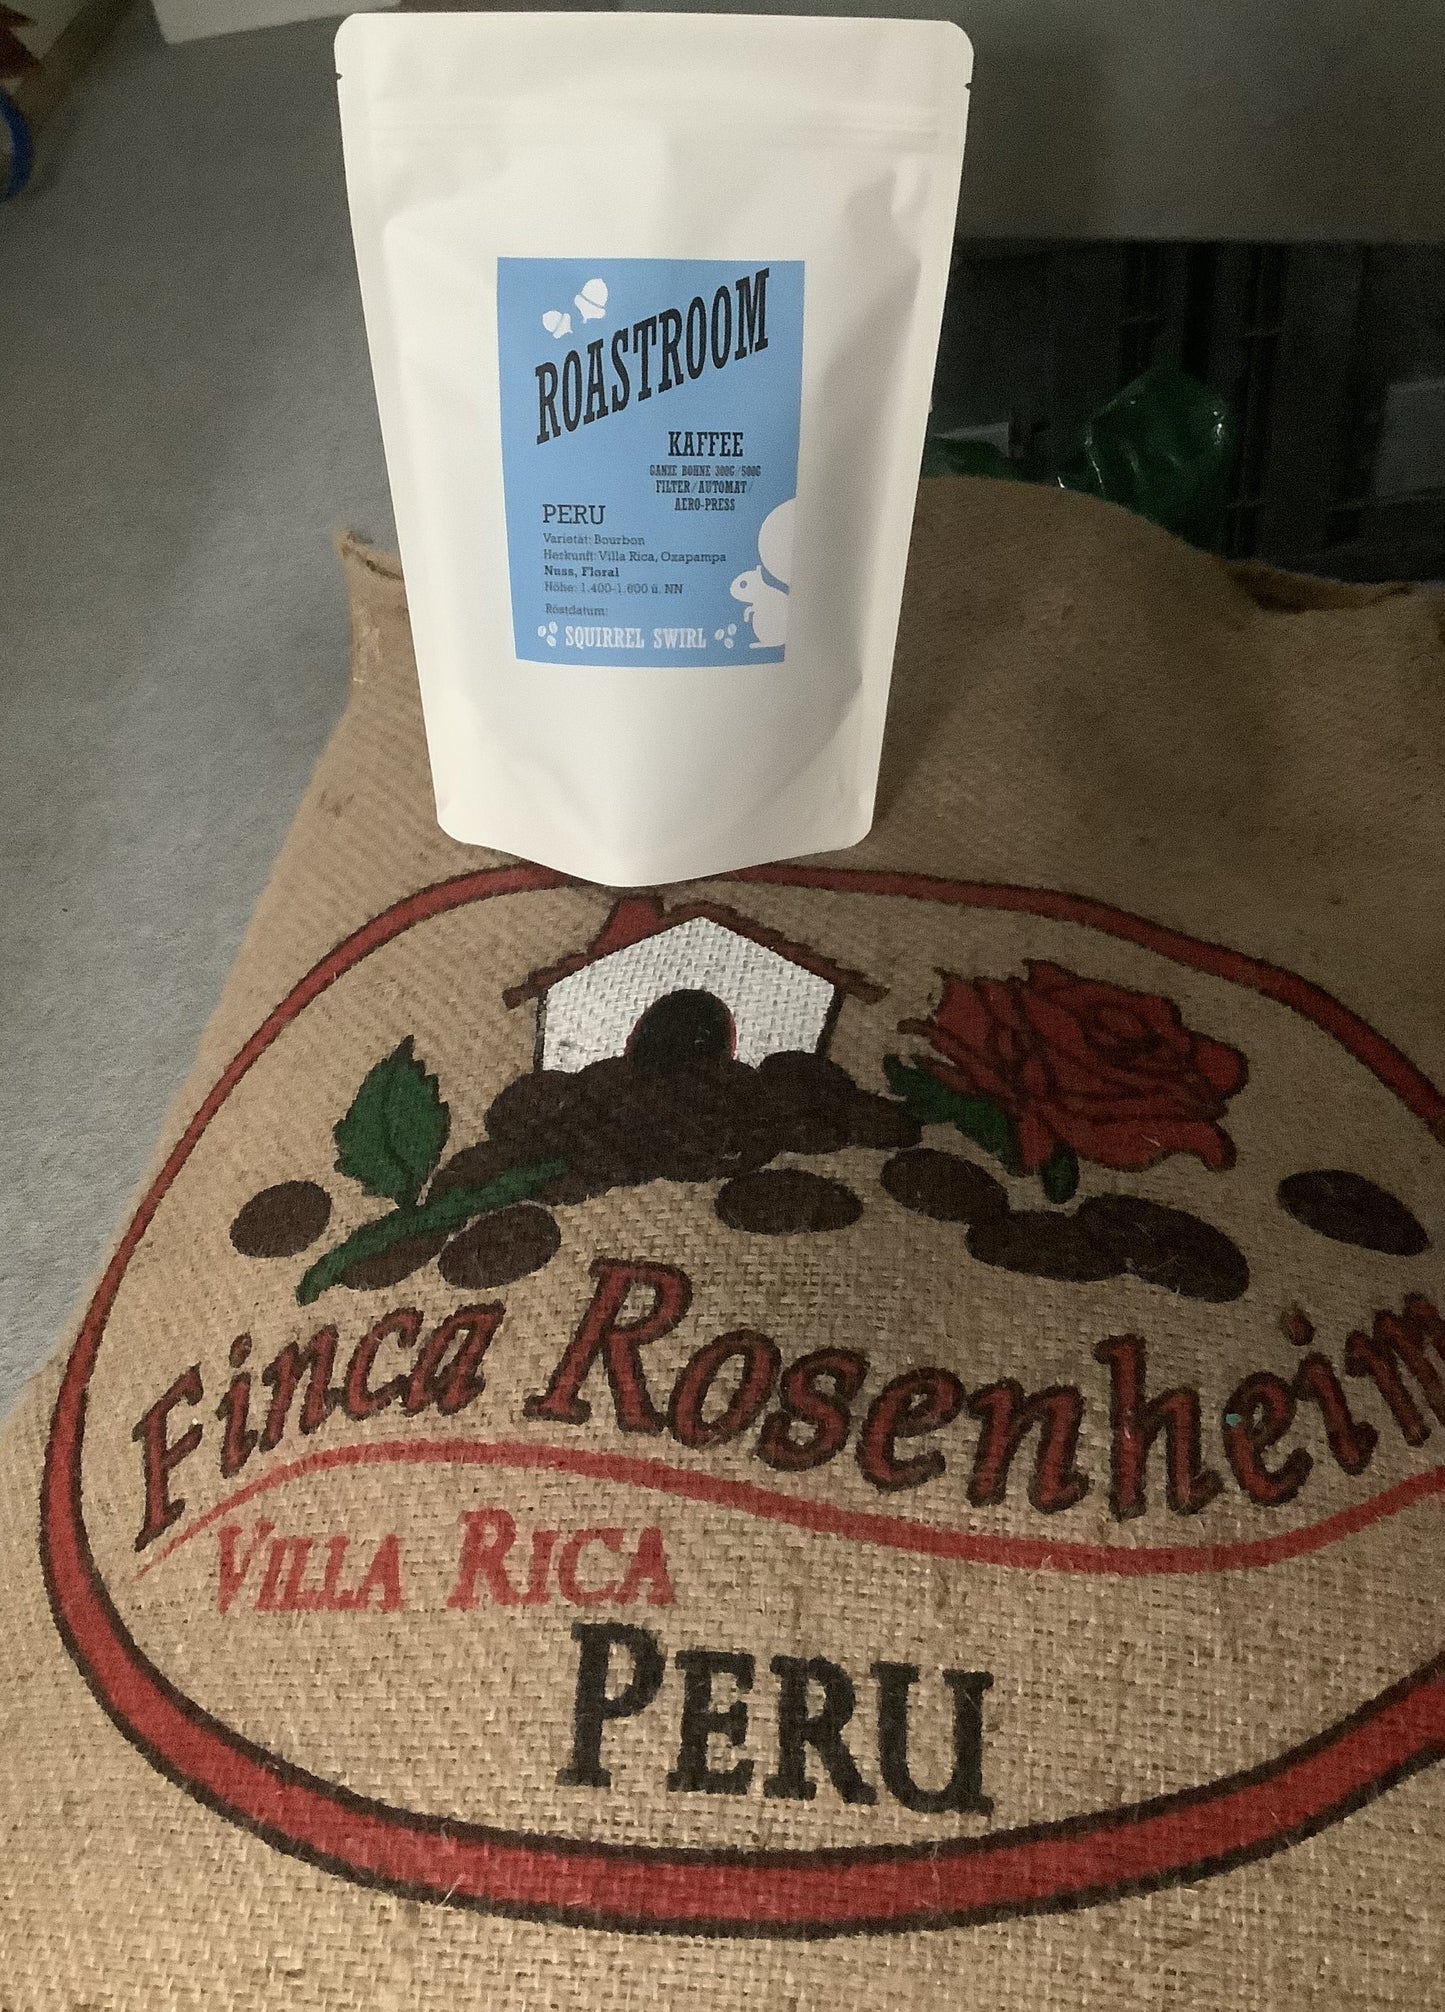 ROASTROOM
KAFFEE
GANZE BOHNE 300G/500G
FILTER/AUTOMAT/
AERO-PRESS
PERU
Varietät: Bourbon
Herkunft: Villa Rica, Oxapampa
Nuss, Floral
Höhe: 1.400-1.600 ü. NN
Röstdatum:
SQUIRREL SWIRL
Finca Rosenheim
VILLA RICA
PERU